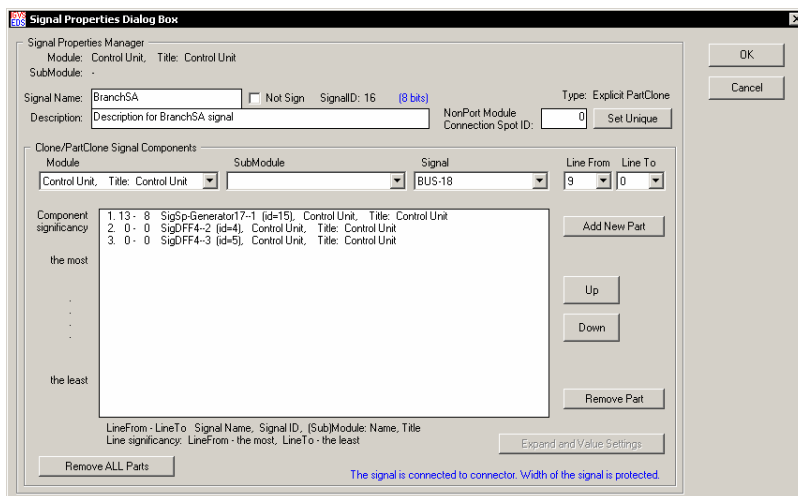 EDS Signal Properties Dialog Box
Signal Properties Manager
Module: Control Unit, Title: Control Unit
SubModule: -
OK
Cancel
Signal Name: BranchSA Not Sign SignalID: 16 (8 bits) Type: Explicit PartClone
Description: Description for BranchSA signal NonPort Module Connection Spot ID: 0 Set Unique
Clone/PartClone Signal Components
Module SubModule Signal Line From Line To
Control Unit, Title: Control Unit BUS-18 9 0
Component significancy
the most
.
.
.
.
the least
1. 13 - 8 SigSp-Generator17--1 (id=15), Control Unit, Title: Control Unit
2. 0 - 0 SigDFF4--2 (id=4), Control Unit, Title: Control Unit
3. 0 - 0 SigDFF4--3 (id=5), Control Unit, Title: Control Unit
Add New Part
Up
Down
Remove Part
LineFrom - LineTo Signal Name, Signal ID, (Sub)Module: Name, Title
Line significancy: LineFrom - the most, LineTo - the least
Expand and Value Settings
Remove ALL Parts
The signal is connected to connector. Width of the signal is protected.